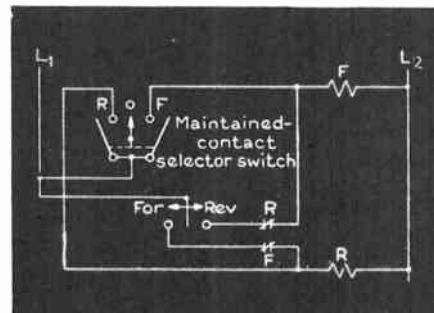 L1 L2
R O F F
Maintained-
contact
selector switch
For Rev R
F R